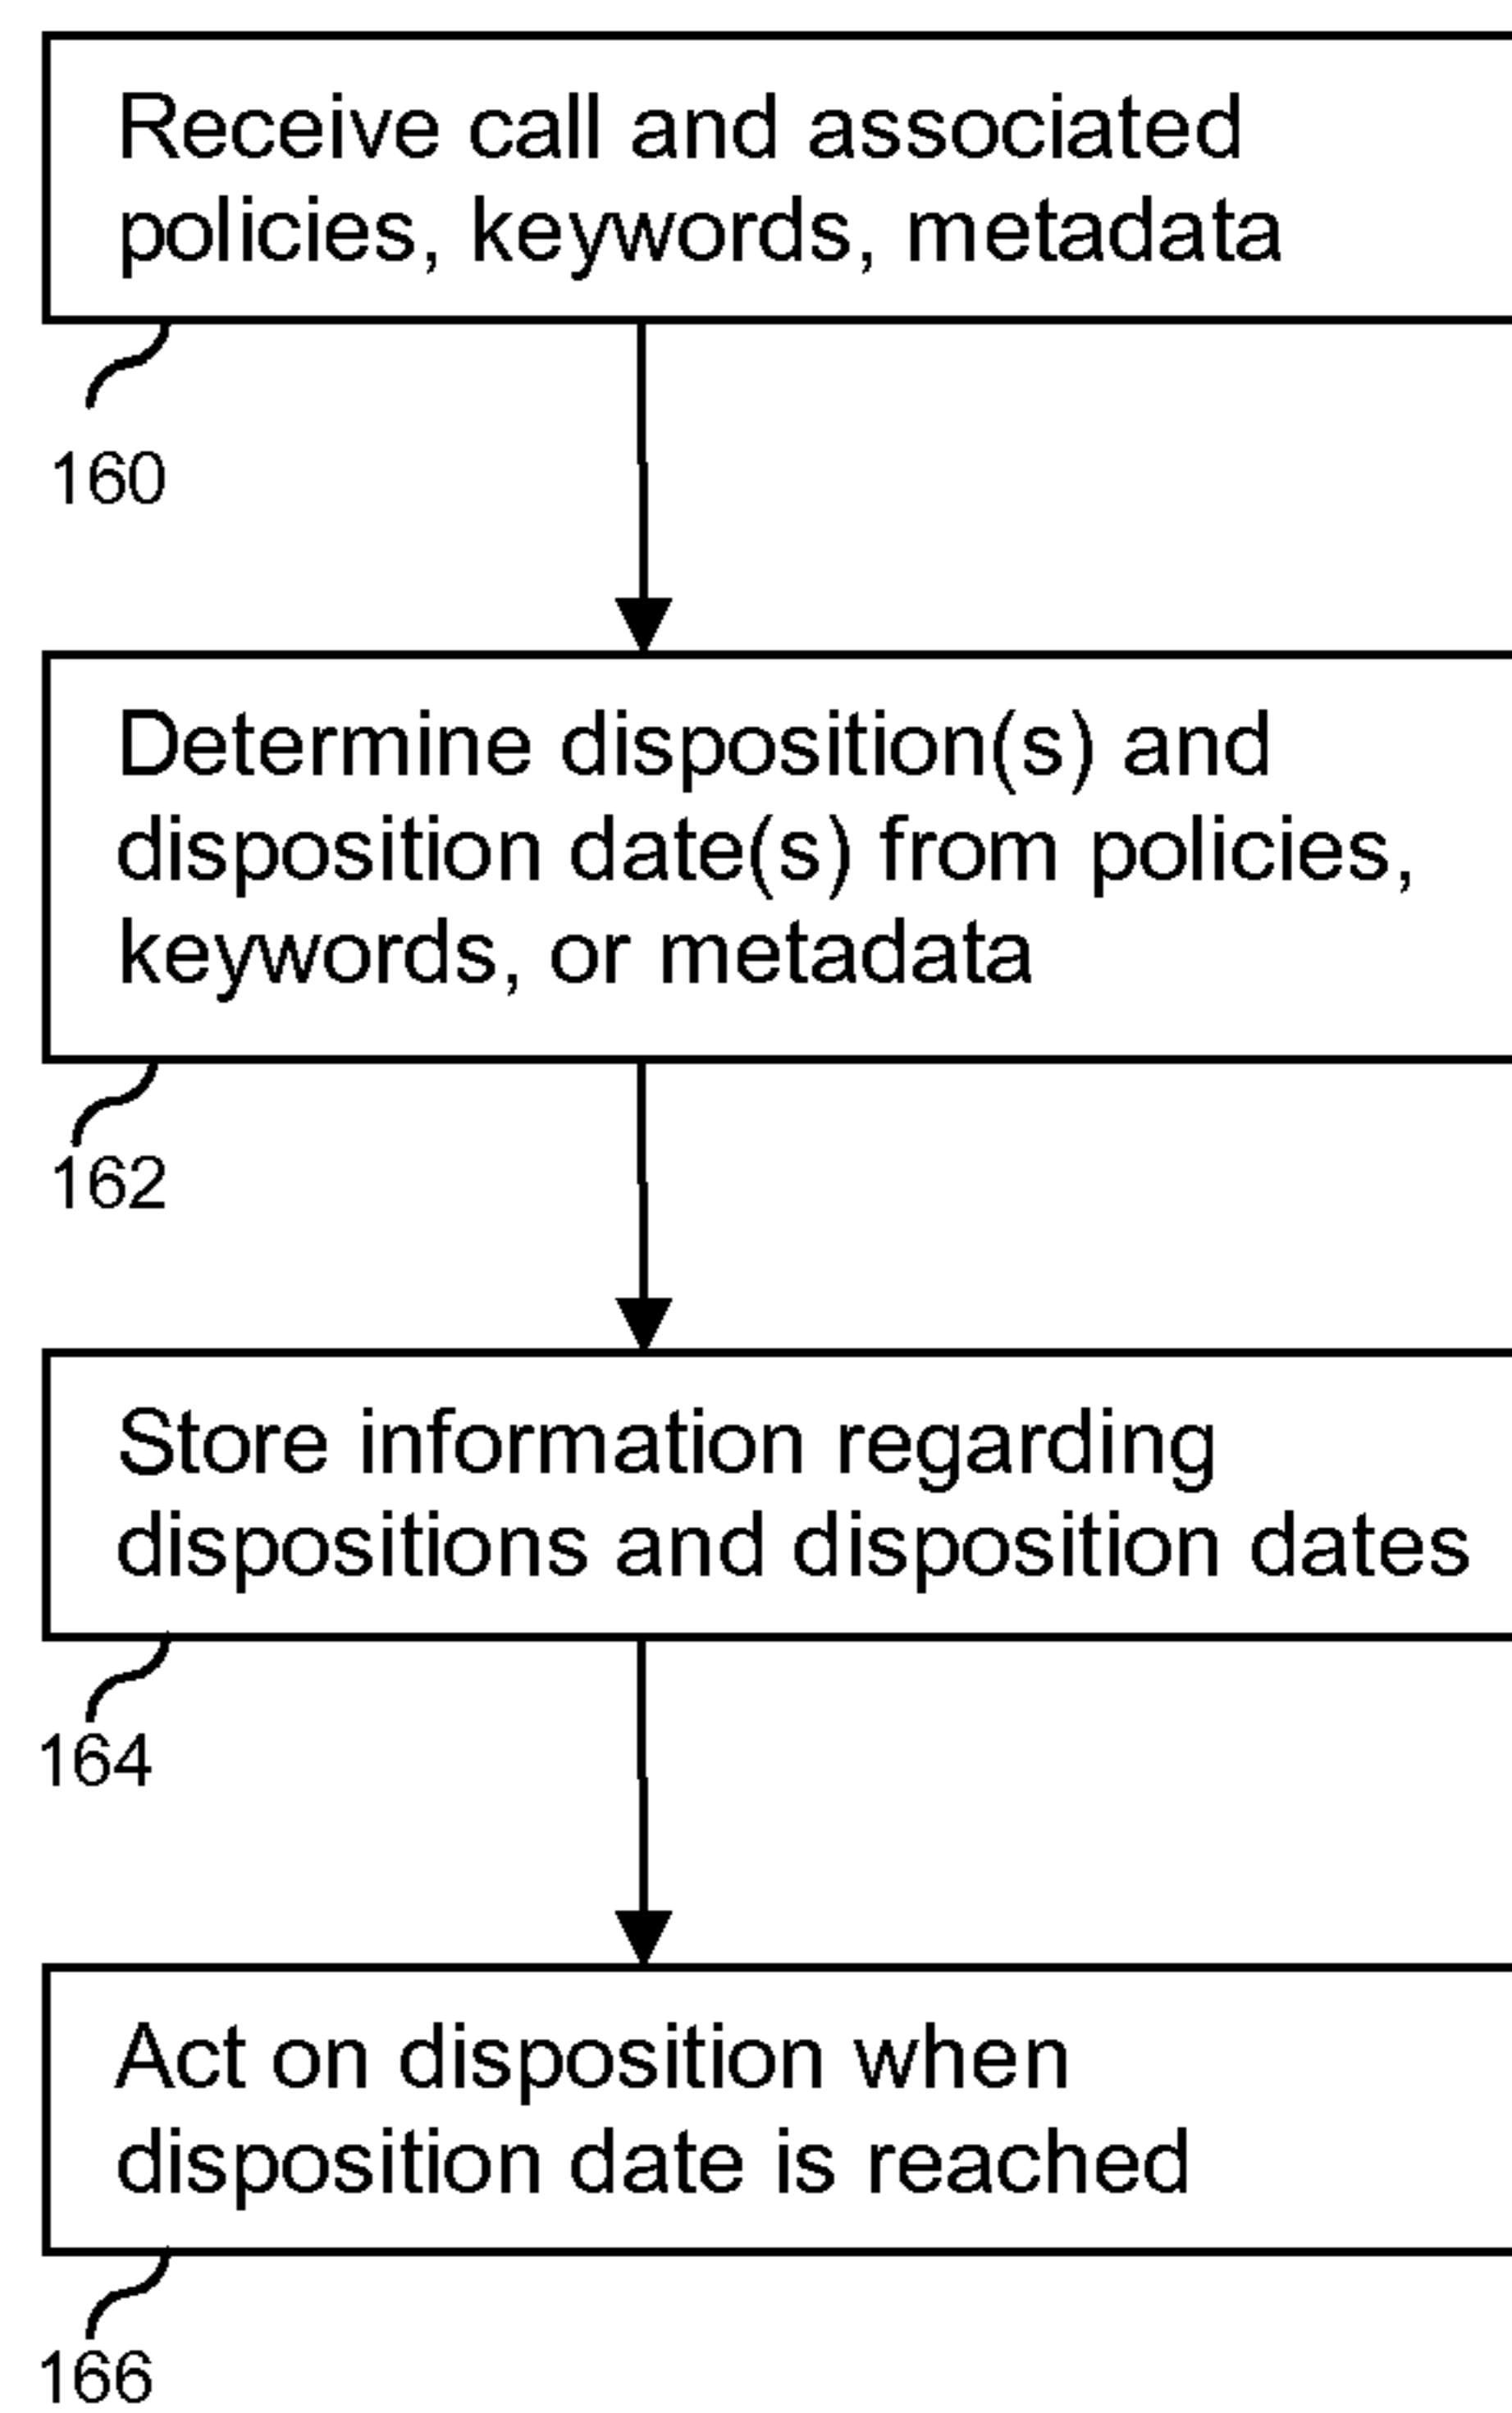 Receive call and associated
policies, keywords, metadata
160
Determine disposition(s) and
disposition date(s) from policies,
keywords, or metadata
162
Store information regarding
dispositions and disposition dates
164
Act on disposition when
disposition date is reached
166